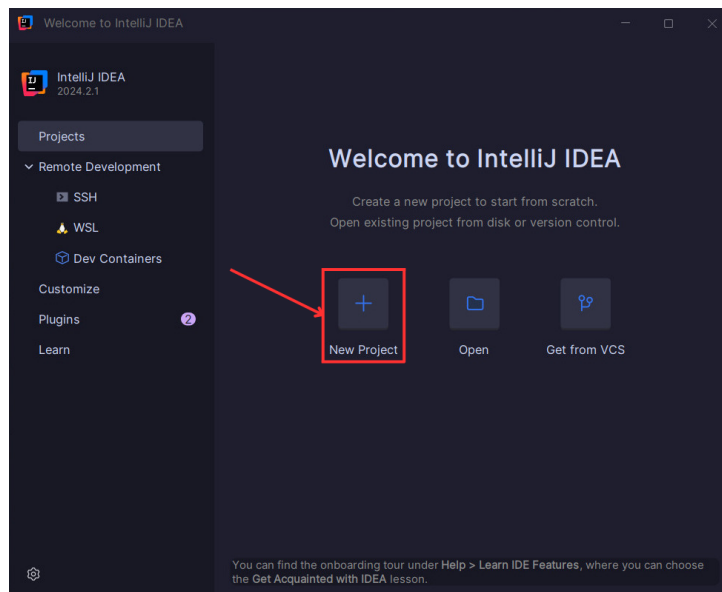 Welcome to IntelliJ IDEA
IntelliJ IDEA
2024.2.1
Projects
Remote Development
SSH
WSL
Dev Containers
Customize
Plugins
2
Learn
Welcome to IntelliJ IDEA
Create a new project to start from scratch.
Open existing project from disk or version control.
New Project
Open
Get from VCS
You can find the onboarding tour under Help > Learn IDE Features, where you can choose
the Get Acquainted with IDEA lesson.